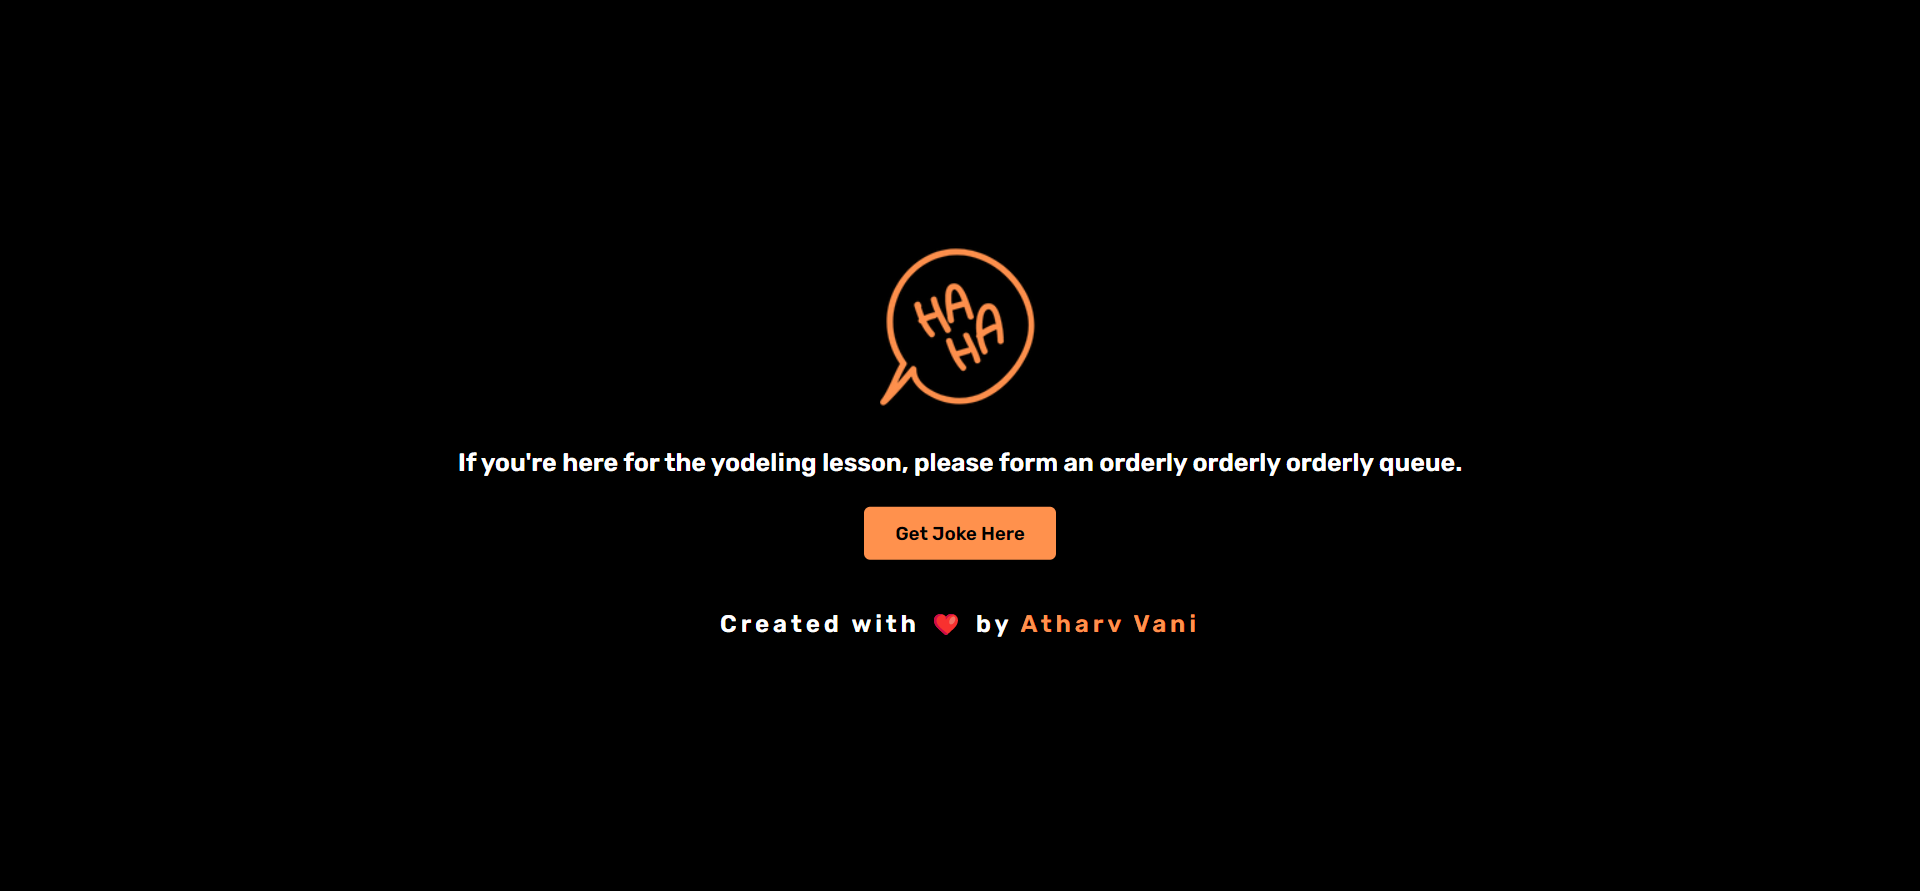 HA
HA
If you're here for the yodeling lesson, please form an orderly orderly orderly queue.
Get Joke Here
Created with ❤️ by Atharv Vani